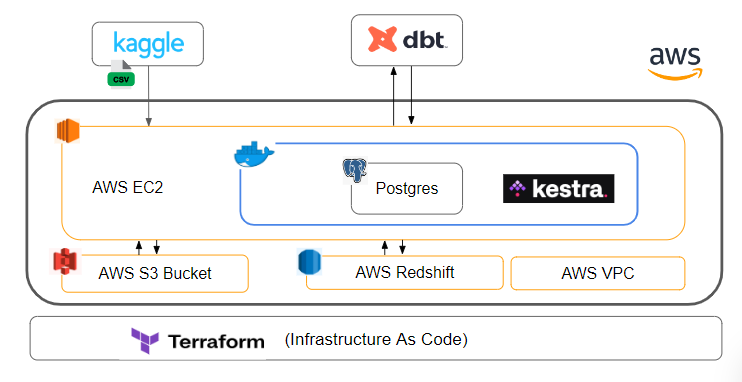 kaggle
CSV
dbt
aws
AWS EC2
Postgres
kestra.
AWS S3 Bucket
AWS Redshift
AWS VPC
Terraform (Infrastructure As Code)